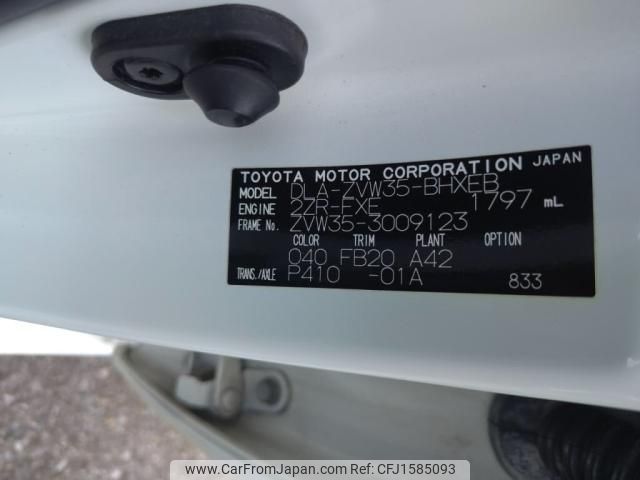 TOYOTA MOTOR CORPORATION JAPAN
MODEL DLA-ZVW35-BHXEB
ENGINE 2ZR-FXE 1797 mL
FRAME No. ZVW35-3009123
COLOR TRIM PLANT OPTION
040 FB20 A42
TRANS./AXLE P410 -01A 833
www.CarFromJapan.com - CFJ1585093